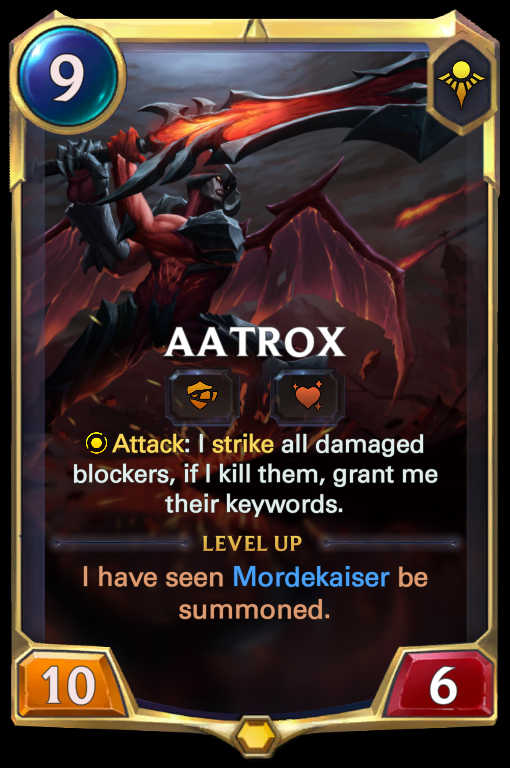 9
AATROX
Attack: I strike all damaged
blockers, if I kill them, grant me
their keywords.
LEVEL UP
I have seen Mordekaiser be
summoned.
10
6